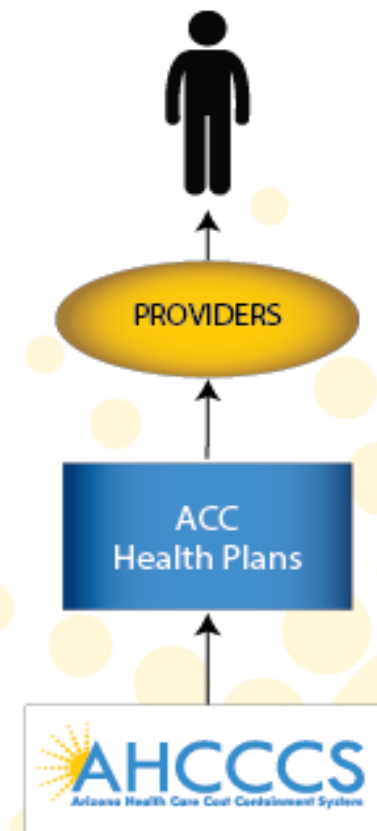 PROVIDERS
ACC
Health Plans
AHCCCS
Arizona Health Care Cost Containment System